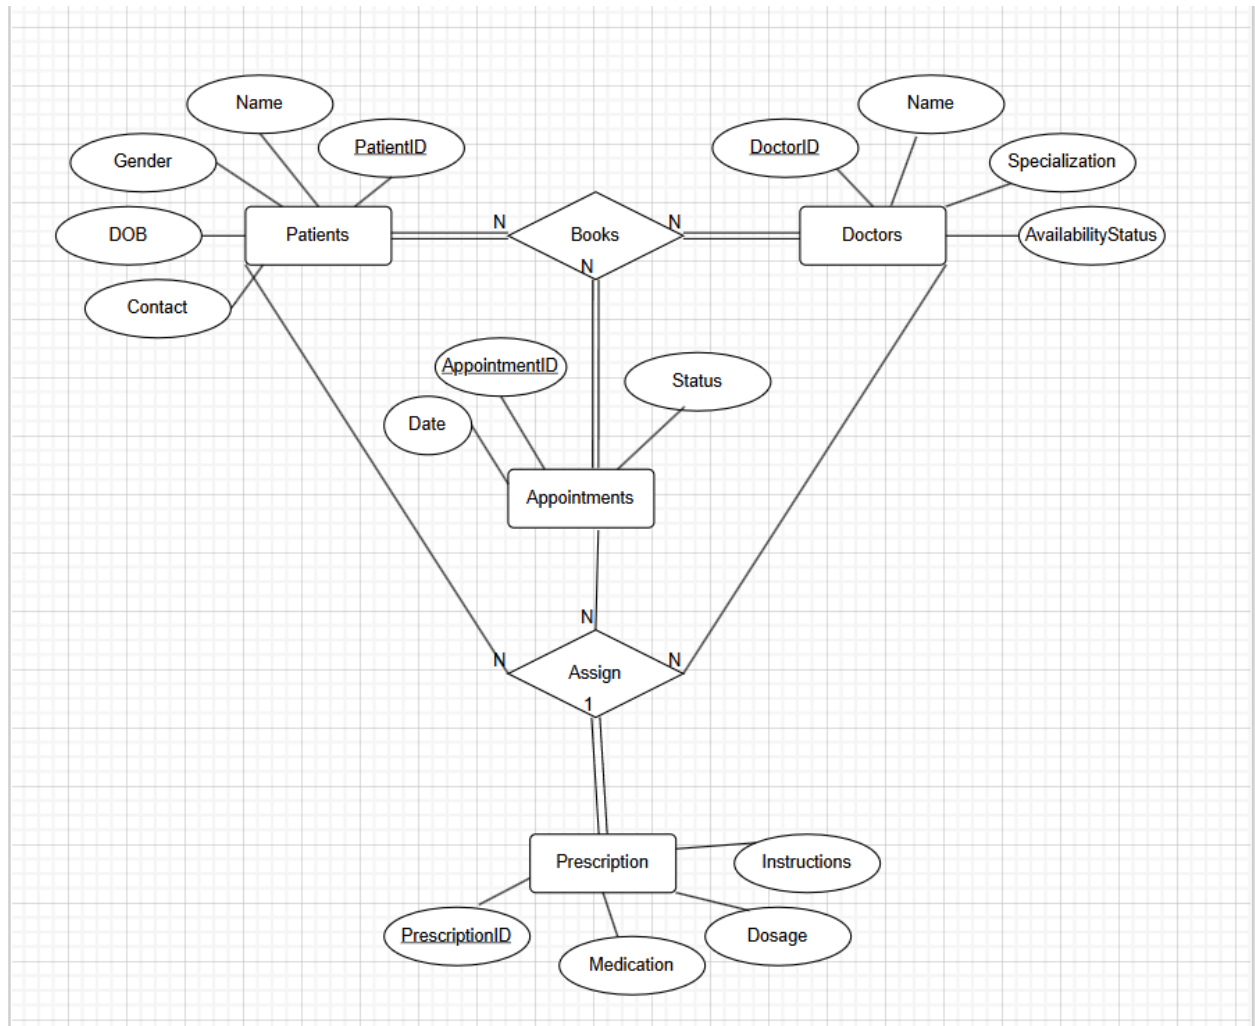 Name
Name
PatientID
DoctorID
Gender
Specialization
N
N
DOB
Patients
Books
Doctors
AvailabilityStatus
N
Contact
AppointmentID
Status
Date
Appointments
N
N
N
Assign
1
Prescription
Instructions
PrescriptionID
Dosage
Medication